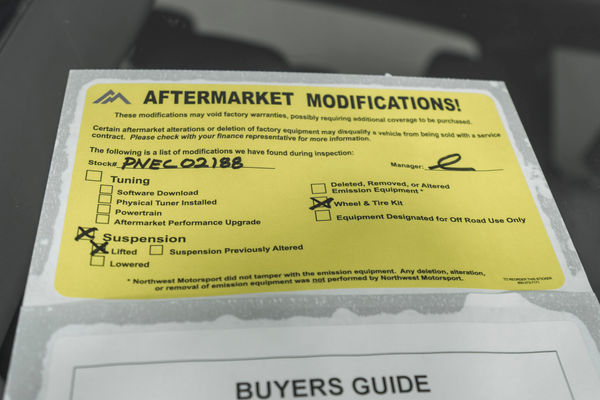 AFTERMARKET MODIFICATIONS!
These modifications may void factory warranties, possibly requiring additional coverage to be purchased.
Certain aftermarket alterations or deletion of factory equipment may disqualify a vehicle from being sold with a service
contract. Please check with your finance representative for more information.
The following is a list of modifications we have found during inspection:
Stock# PNEC02188
Manager:
Tuning
Software Download
Physical Tuner Installed
Powertrain
Aftermarket Performance Upgrade
Deleted, Removed, or Altered
Emission Equipment *
Wheel & Tire Kit
Equipment Designated for Off Road Use Only
Suspension
Lifted
Suspension Previously Altered
Lowered
* Northwest Motorsport did not tamper with the emission equipment. Any deletion, alteration,
or removal of emission equipment was not performed by Northwest Motorsport.
TO REORDER THIS STICKER
BUYERS GUIDE